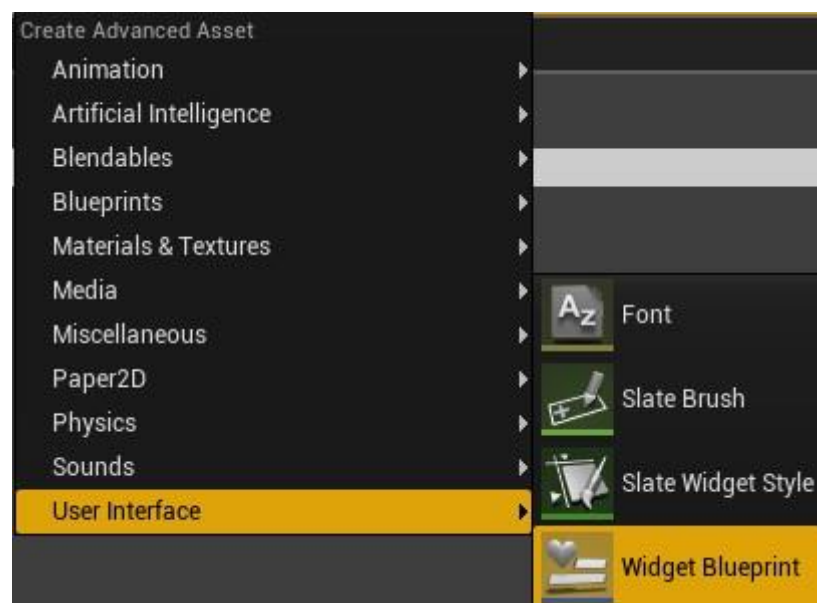 Create Advanced Asset
Animation
Artificial Intelligence
Blendables
Blueprints
Materials & Textures
Media
Miscellaneous
Paper2D
Physics
Sounds
User Interface
Font
Slate Brush
Slate Widget Style
Widget Blueprint